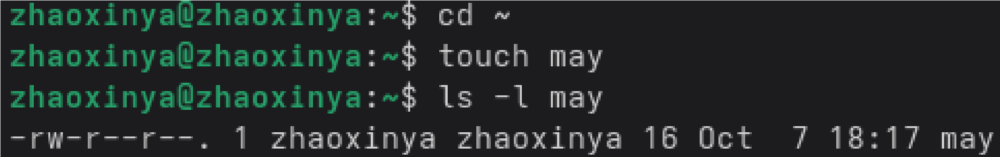 zhaoxinya@zhaoxinya:~$ cd ~
zhaoxinya@zhaoxinya:~$ touch may
zhaoxinya@zhaoxinya:~$ ls -l may
-rw-r--r--. 1 zhaoxinya zhaoxinya 16 Oct  7 18:17 may